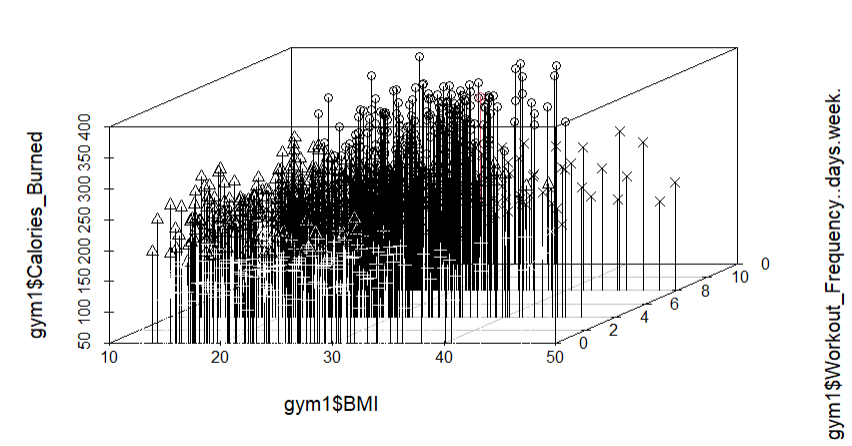 gym1$Calories_Burned
50 100 150 200 250 300 350 400
10 20 30 40 50
gym1$BMI
0 2 4 6 8 10
0
gym1$Workout_Frequency..days.week.